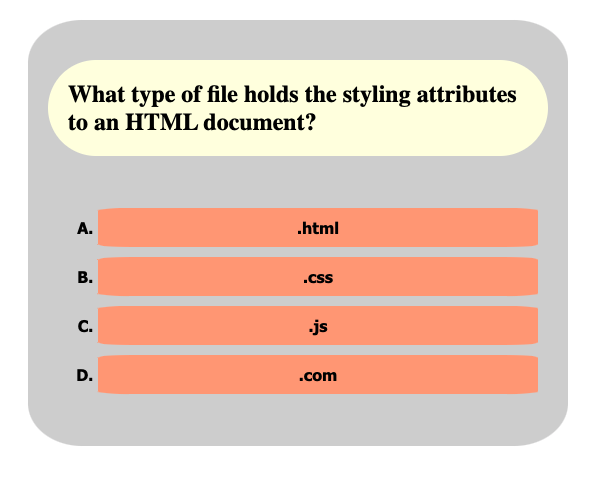 What type of file holds the styling attributes
to an HTML document?
A. .html
B. .css
C. .js
D. .com